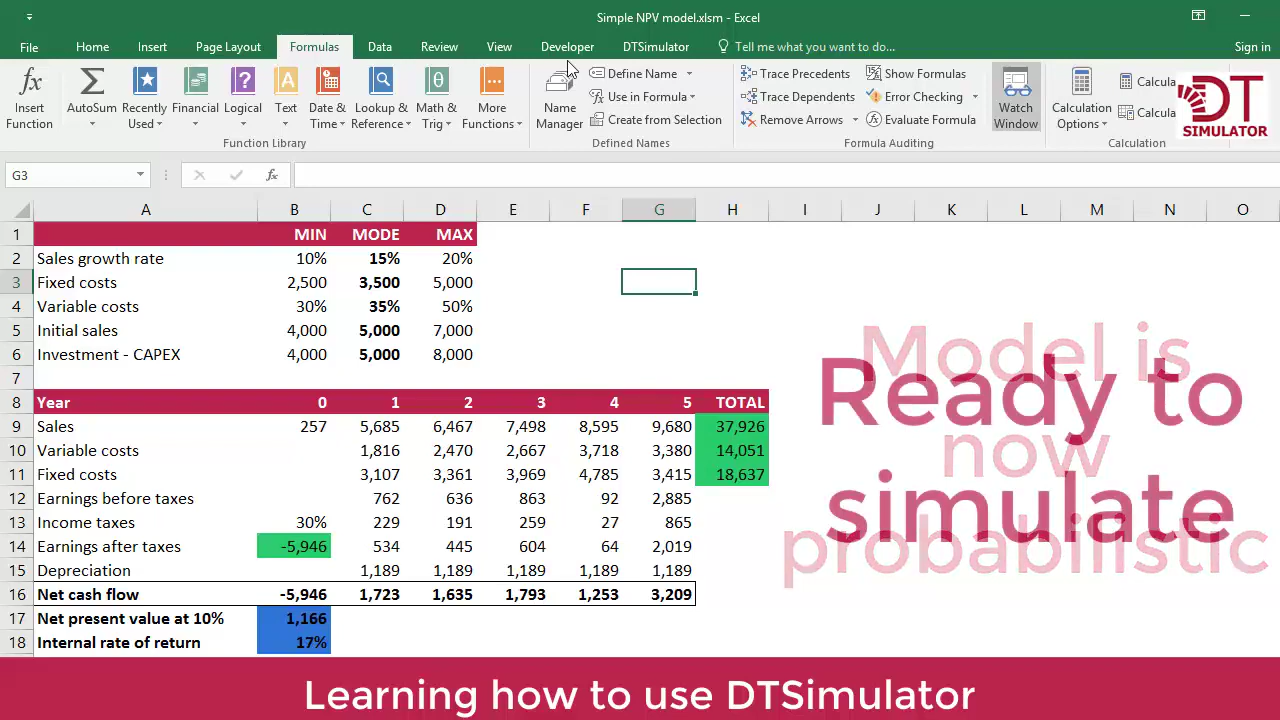 Simple NPV model.xlsm - Excel
File Home Insert Page Layout Formulas Data Review View Developer DTSimulator Tell me what you want to do... Sign in
Insert Function
AutoSum
Recently Used
Financial
Logical
Text
Date & Time
Lookup & Reference
Math & Trig
More Functions
Function Library
Name Manager
Define Name
Use in Formula
Create from Selection
Defined Names
Trace Precedents
Trace Dependents
Remove Arrows
Show Formulas
Error Checking
Evaluate Formula
Formula Auditing
Watch Window
Calculation Options
Calcula
Calcula
Calculation
DT
SIMULATOR
G3 fx
A B C D E F G H I J K L M N O
1 MIN MODE MAX
2 Sales growth rate 10% 15% 20%
3 Fixed costs 2,500 3,500 5,000
4 Variable costs 30% 35% 50%
5 Initial sales 4,000 5,000 7,000
6 Investment - CAPEX 4,000 5,000 8,000
7
8 Year 0 1 2 3 4 5 TOTAL
9 Sales 257 5,685 6,467 7,498 8,595 9,680 37,926
10 Variable costs 1,816 2,470 2,667 3,718 3,380 14,051
11 Fixed costs 3,107 3,361 3,969 4,785 3,415 18,637
12 Earnings before taxes 762 636 863 92 2,885
13 Income taxes 30% 229 191 259 27 865
14 Earnings after taxes -5,946 534 445 604 64 2,019
15 Depreciation 1,189 1,189 1,189 1,189 1,189
16 Net cash flow -5,946 1,723 1,635 1,793 1,253 3,209
17 Net present value at 10% 1,166
18 Internal rate of return 17%
Model is
now
probabilistic
Ready to
simulate
Learning how to use DTSimulator